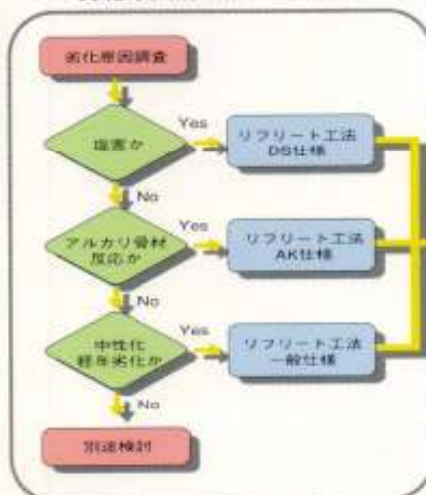 劣化原因調査
塩害か
Yes
リフリート工法
DS仕様
No
アルカリ骨材
反応か
Yes
リフリート工法
AK仕様
No
中性化
経年劣化か
Yes
リフリート工法
一般仕様
No
別途検討